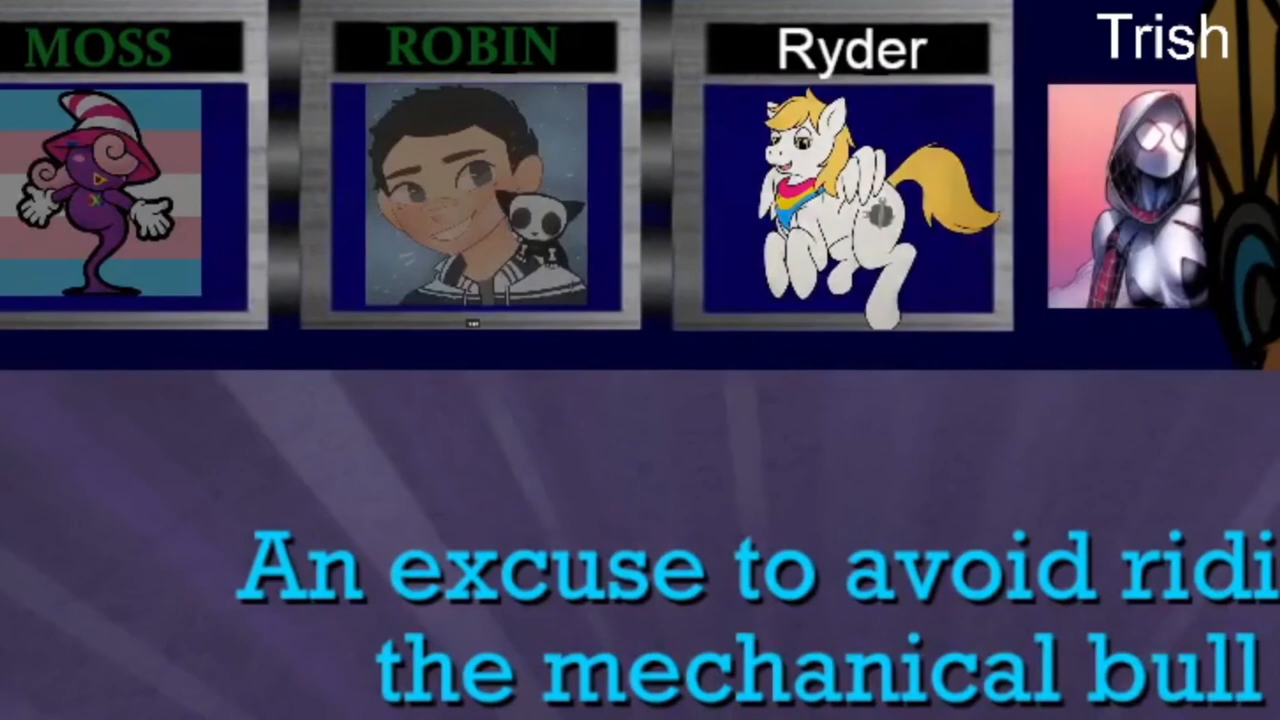 MOSS
ROBIN
Ryder
Trish
An excuse to avoid ridi
the mechanical bull